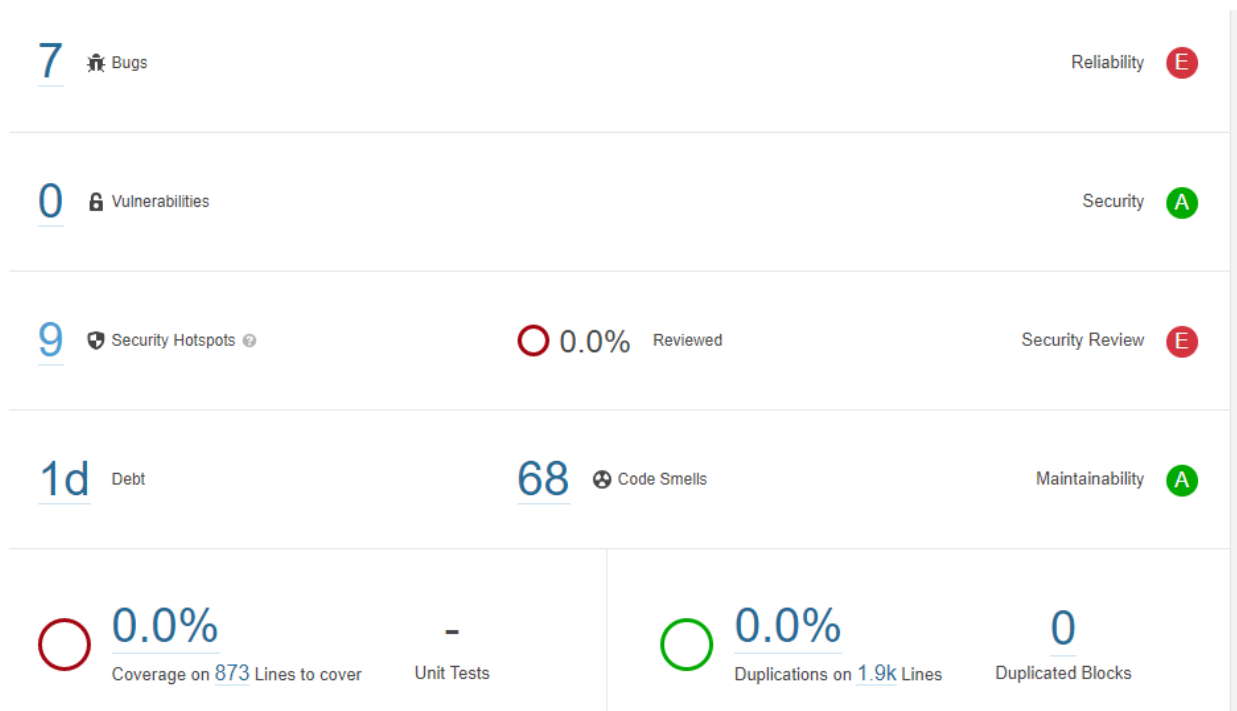 7 Bugs Reliability E
0 Vulnerabilities Security A
9 Security Hotspots ? 0.0% Reviewed Security Review E
1d Debt 68 Code Smells Maintainability A
0.0% - 0.0% 0
Coverage on 873 Lines to cover Unit Tests Duplications on 1.9k Lines Duplicated Blocks